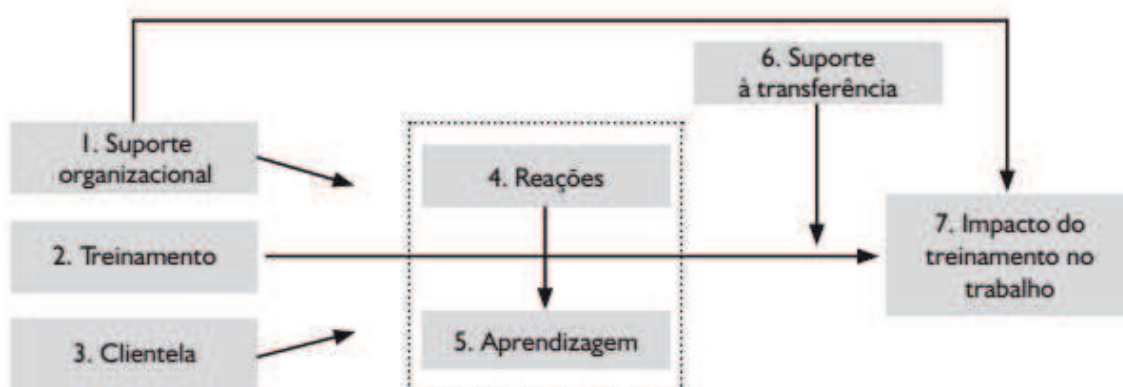 6. Suporte
à transferência
1. Suporte
organizacional
4. Reações
2. Treinamento
7. Impacto do
treinamento no
trabalho
3. Clientela
5. Aprendizagem